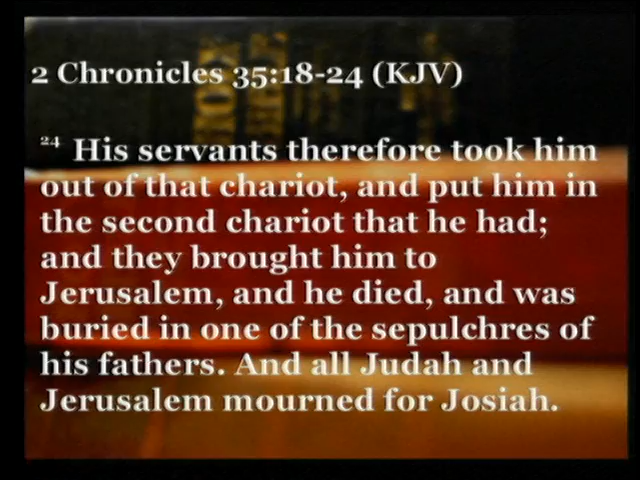 2 Chronicles 35:18-24 (KJV)
24 His servants therefore took him
out of that chariot, and put him in
the second chariot that he had;
and they brought him to
Jerusalem, and he died, and was
buried in one of the sepulchres of
his fathers. And all Judah and
Jerusalem mourned for Josiah.